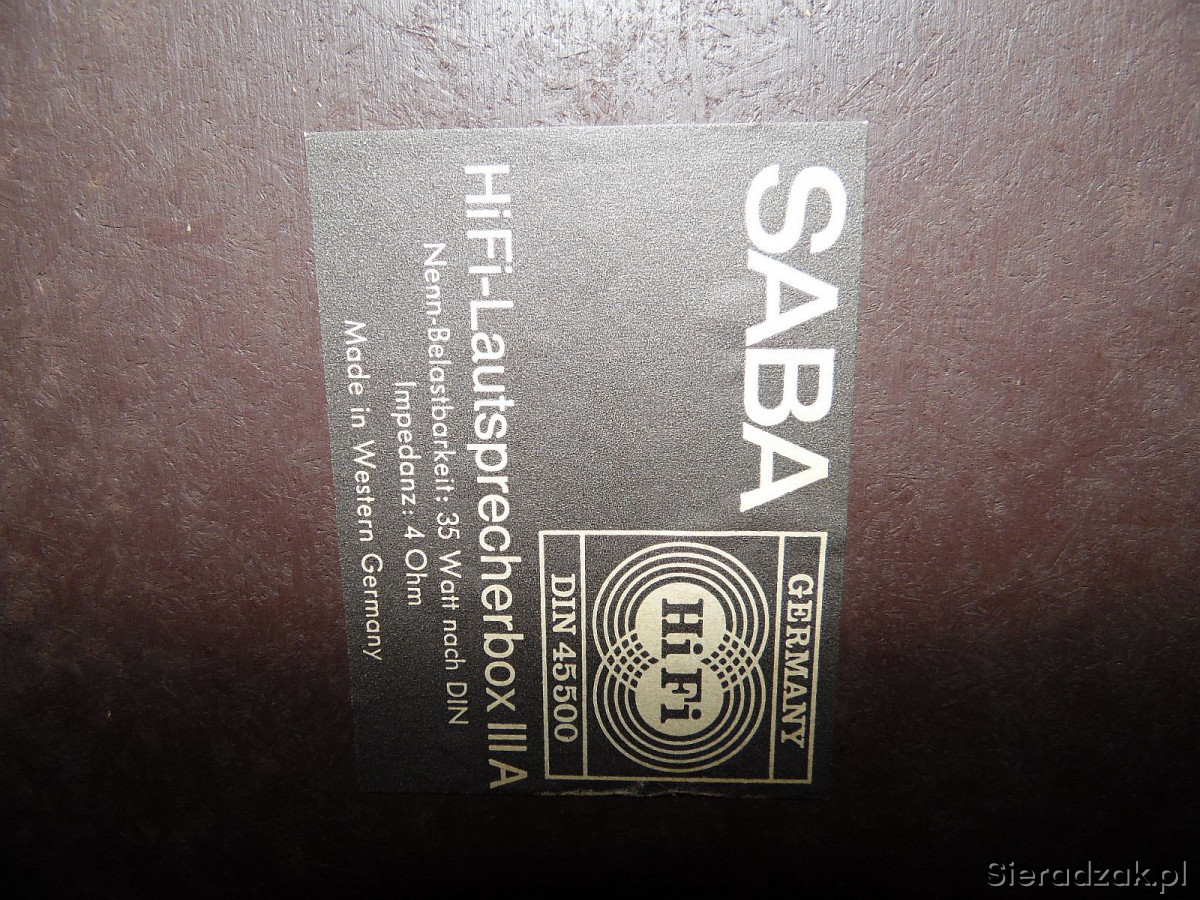 SABA
GERMANY
HiFi
DIN 45500
HiFi-Lautsprecherbox III A
Nenn-Belastbarkeit: 35 Watt nach DIN
Impedanz: 4 Ohm
Made in Western Germany
Sieradzak.pl